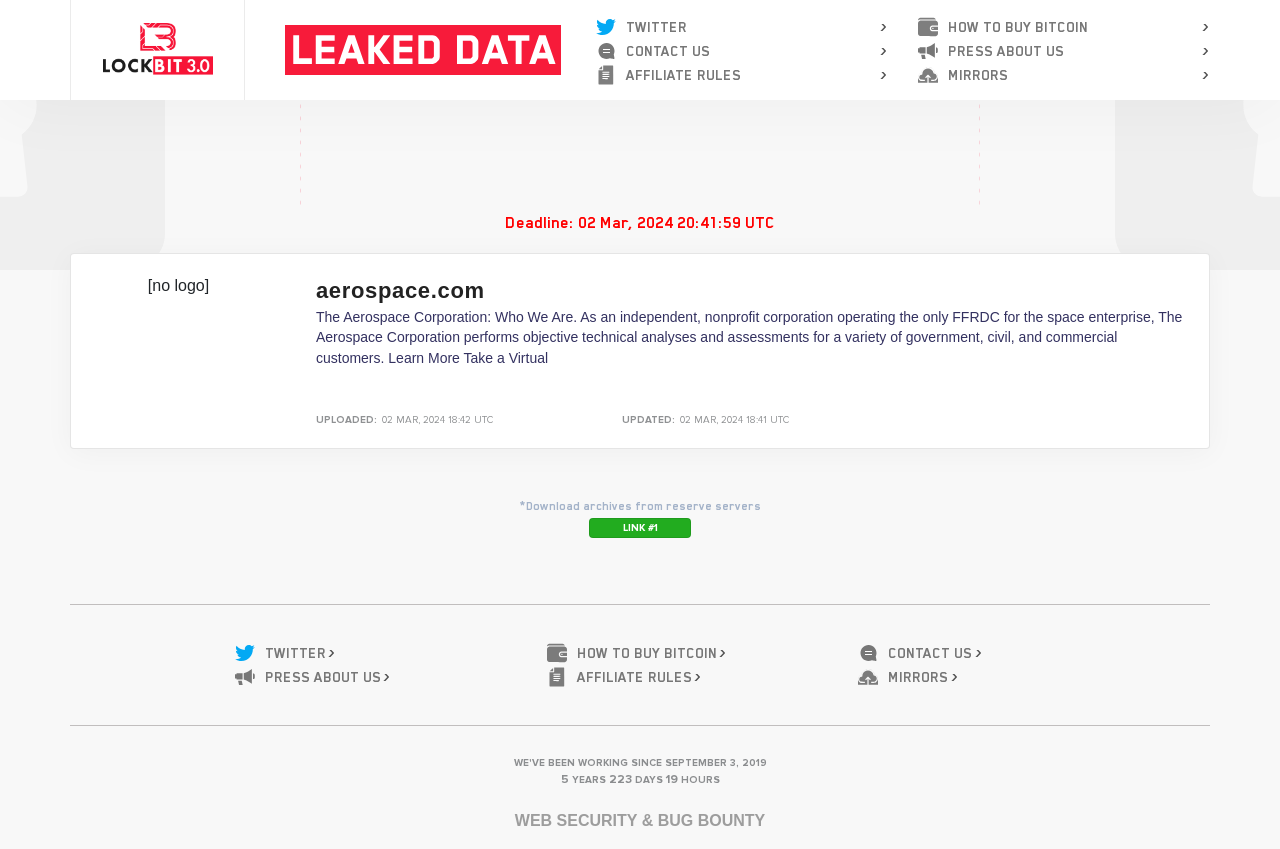 LOCKBIT 3.0
LEAKED DATA
TWITTER >
CONTACT US >
AFFILIATE RULES >
HOW TO BUY BITCOIN >
PRESS ABOUT US >
MIRRORS >
Deadline: 02 Mar, 2024 20:41:59 UTC
[no logo]
aerospace.com
The Aerospace Corporation: Who We Are. As an independent, nonprofit corporation operating the only FFRDC for the space enterprise, The
Aerospace Corporation performs objective technical analyses and assessments for a variety of government, civil, and commercial
customers. Learn More Take a Virtual
UPLOADED: 02 MAR, 2024 18:42 UTC UPDATED: 02 MAR, 2024 18:41 UTC
*Download archives from reserve servers
LINK #1
TWITTER > HOW TO BUY BITCOIN > CONTACT US >
PRESS ABOUT US > AFFILIATE RULES > MIRRORS >
WE'VE BEEN WORKING SINCE SEPTEMBER 3, 2019
5 YEARS 223 DAYS 19 HOURS
WEB SECURITY & BUG BOUNTY